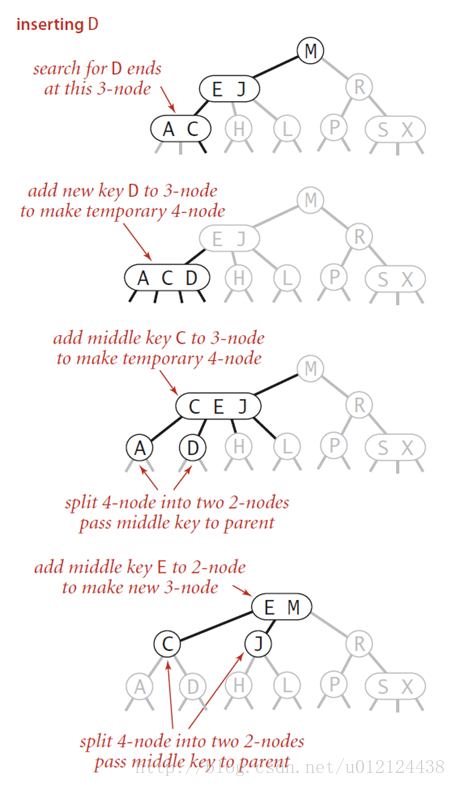 inserting D
M
search for D ends
at this 3-node
E J
R
A C
H
L
P
S X
add new key D to 3-node
to make temporary 4-node
M
E J
R
A C D
H
L
P
S X
add middle key C to 3-node
to make temporary 4-node
M
C E J
R
A
D
H
L
P
S X
split 4-node into two 2-nodes
pass middle key to parent
add middle key E to 2-node
to make new 3-node
E M
C
J
R
A
D
H
L
P
S X
split 4-node into two 2-nodes
pass middle key to parent
http://blog.csdn.net/u012124438